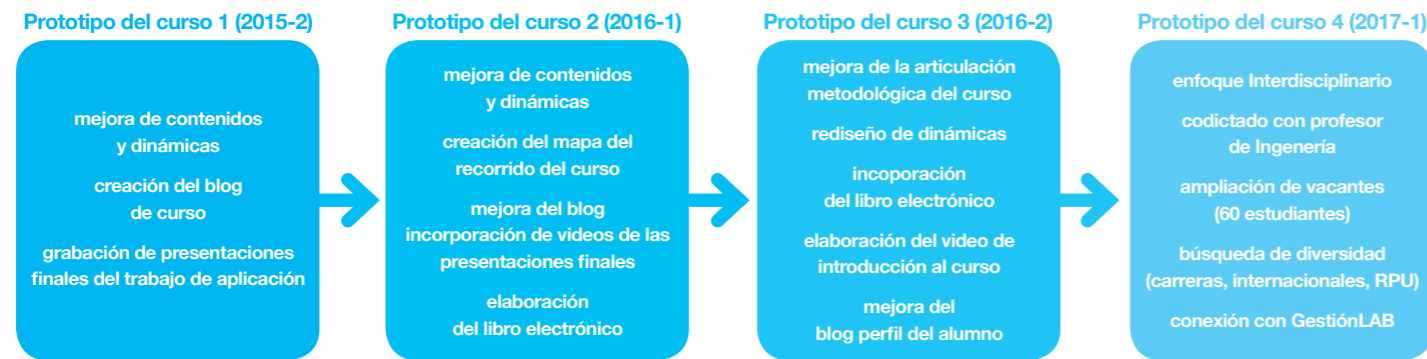 Prototipo del curso 1 (2015-2)
mejora de contenidos
y dinámicas
creación del blog
de curso
grabación de presentaciones
finales del trabajo de aplicación
Prototipo del curso 2 (2016-1)
mejora de contenidos
y dinámicas
creación del mapa del
recorrido del curso
mejora del blog
incorporación de videos de las
presentaciones finales
elaboración
del libro electrónico
Prototipo del curso 3 (2016-2)
mejora de la articulación
metodológica del curso
rediseño de dinámicas
incoporación
del libro electrónico
elaboración del video de
introducción al curso
mejora del
blog perfil del alumno
Prototipo del curso 4 (2017-1)
enfoque Interdisciplinario
codictado con profesor
de Ingenería
ampliación de vacantes
(60 estudiantes)
búsqueda de diversidad
(carreras, internacionales, RPU)
conexión con GestiónLAB